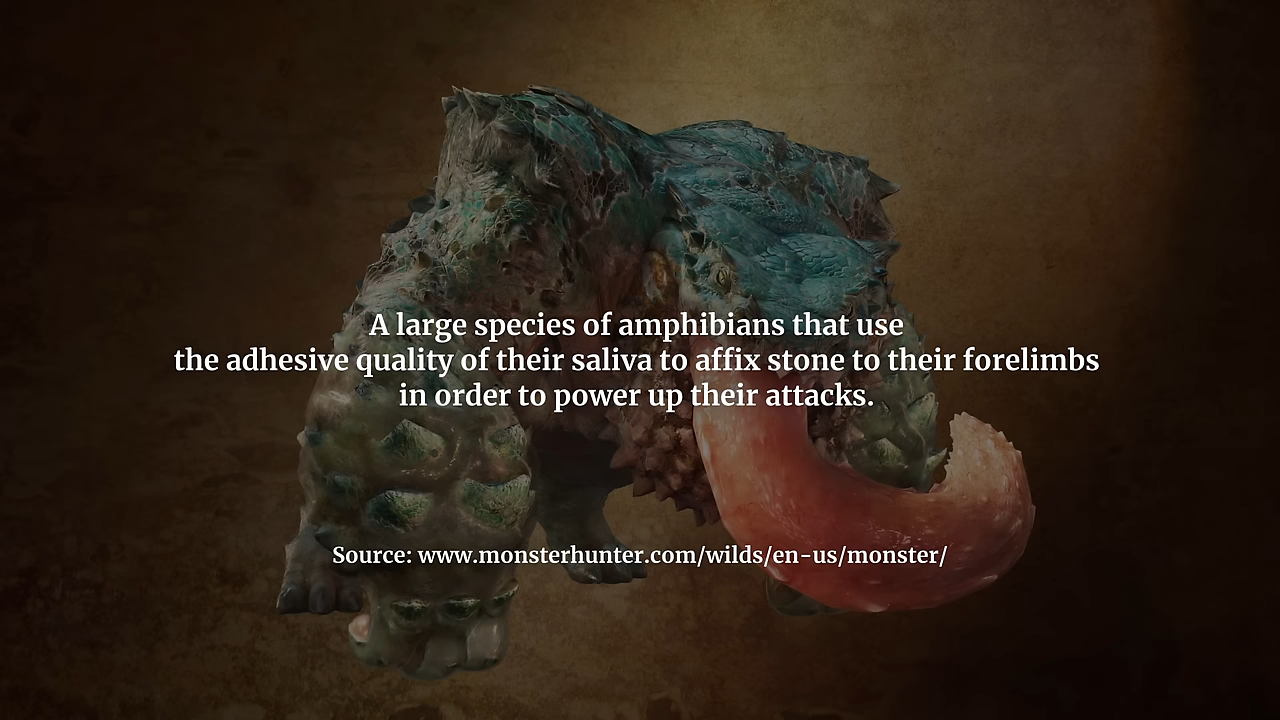 A large species of amphibians that use
the adhesive quality of their saliva to affix stone to their forelimbs
in order to power up their attacks.
Source: www.monsterhunter.com/wilds/en-us/monster/